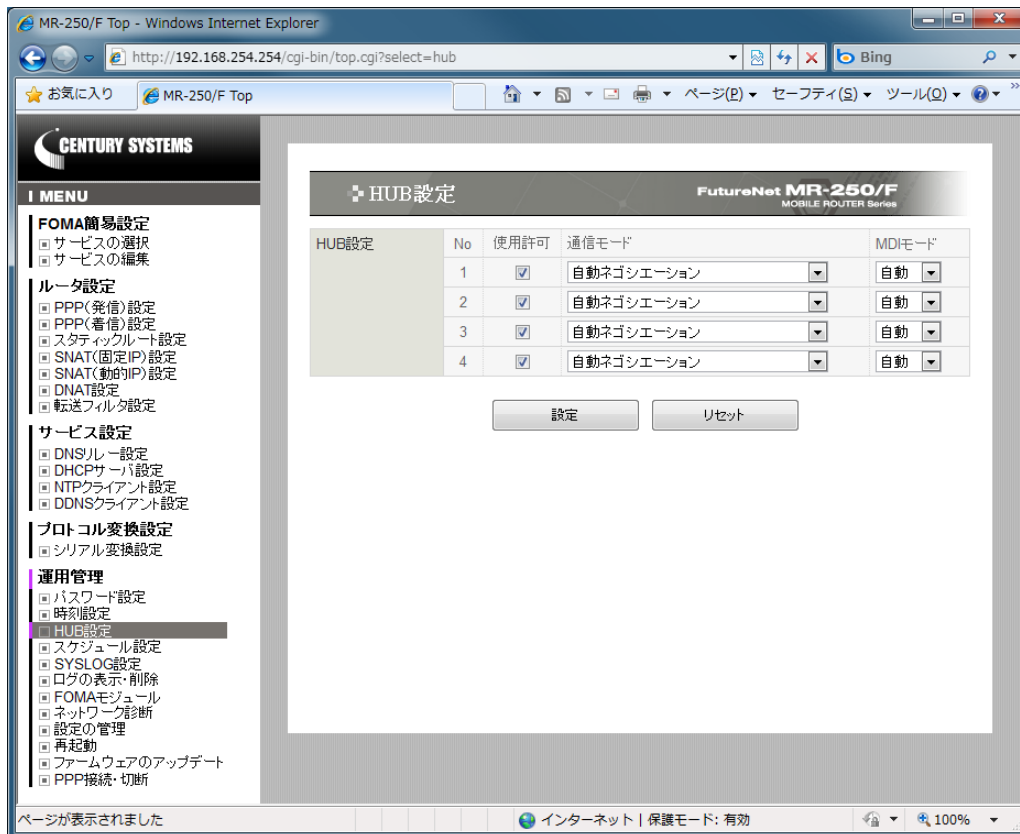 MR-250/F Top - Windows Internet Explorer
http://192.168.254.254/cgi-bin/top.cgi?select=hub
Bing
お気に入り
MR-250/F Top
ページ(P)
セーフティ(S)
ツール(O)
»
CENTURY SYSTEMS
MENU
FOMA簡易設定
サービスの選択
サービスの編集
ルータ設定
PPP(発信)設定
PPP(着信)設定
スタティックルート設定
SNAT(固定IP)設定
SNAT(動的IP)設定
DNAT設定
転送フィルタ設定
サービス設定
DNSリレー設定
DHCPサーバ設定
NTPクライアント設定
DDNSクライアント設定
プロトコル変換設定
シリアル変換設定
運用管理
パスワード設定
時刻設定
HUB設定
スケジュール設定
SYSLOG設定
ログの表示・削除
FOMAモジュール
ネットワーク診断
設定の管理
再起動
ファームウェアのアップデート
PPP接続・切断
HUB設定
FutureNet MR-250/F
MOBILE ROUTER Series
HUB設定 No 使用許可 通信モード MDIモード
1 自動ネゴシエーション 自動
2 自動ネゴシエーション 自動
3 自動ネゴシエーション 自動
4 自動ネゴシエーション 自動
設定 リセット
ページが表示されました
インターネット | 保護モード: 有効
100%